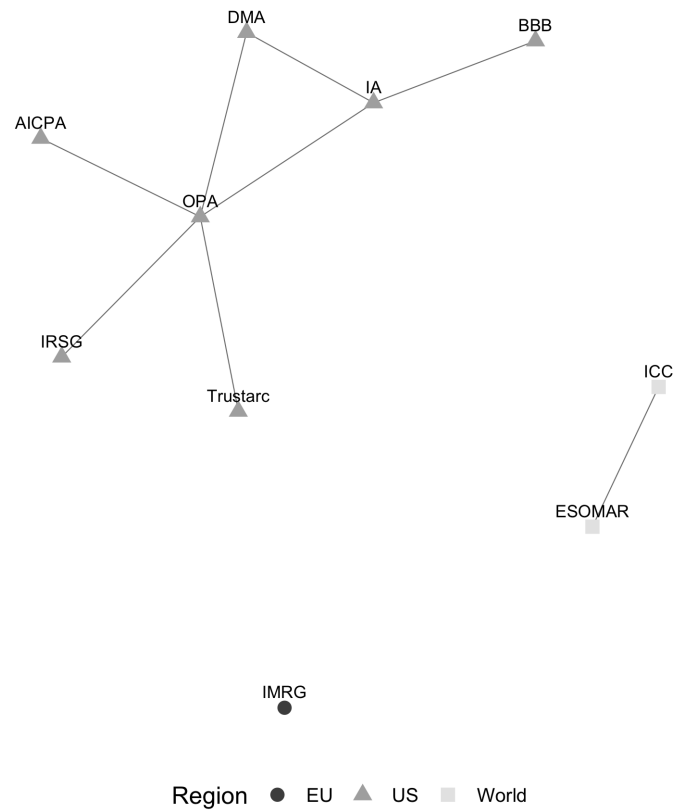 DMA
BBB
IA
AICPA
OPA
IRSG
ICC
Trustarc
ESOMAR
IMRG
Region EU US World